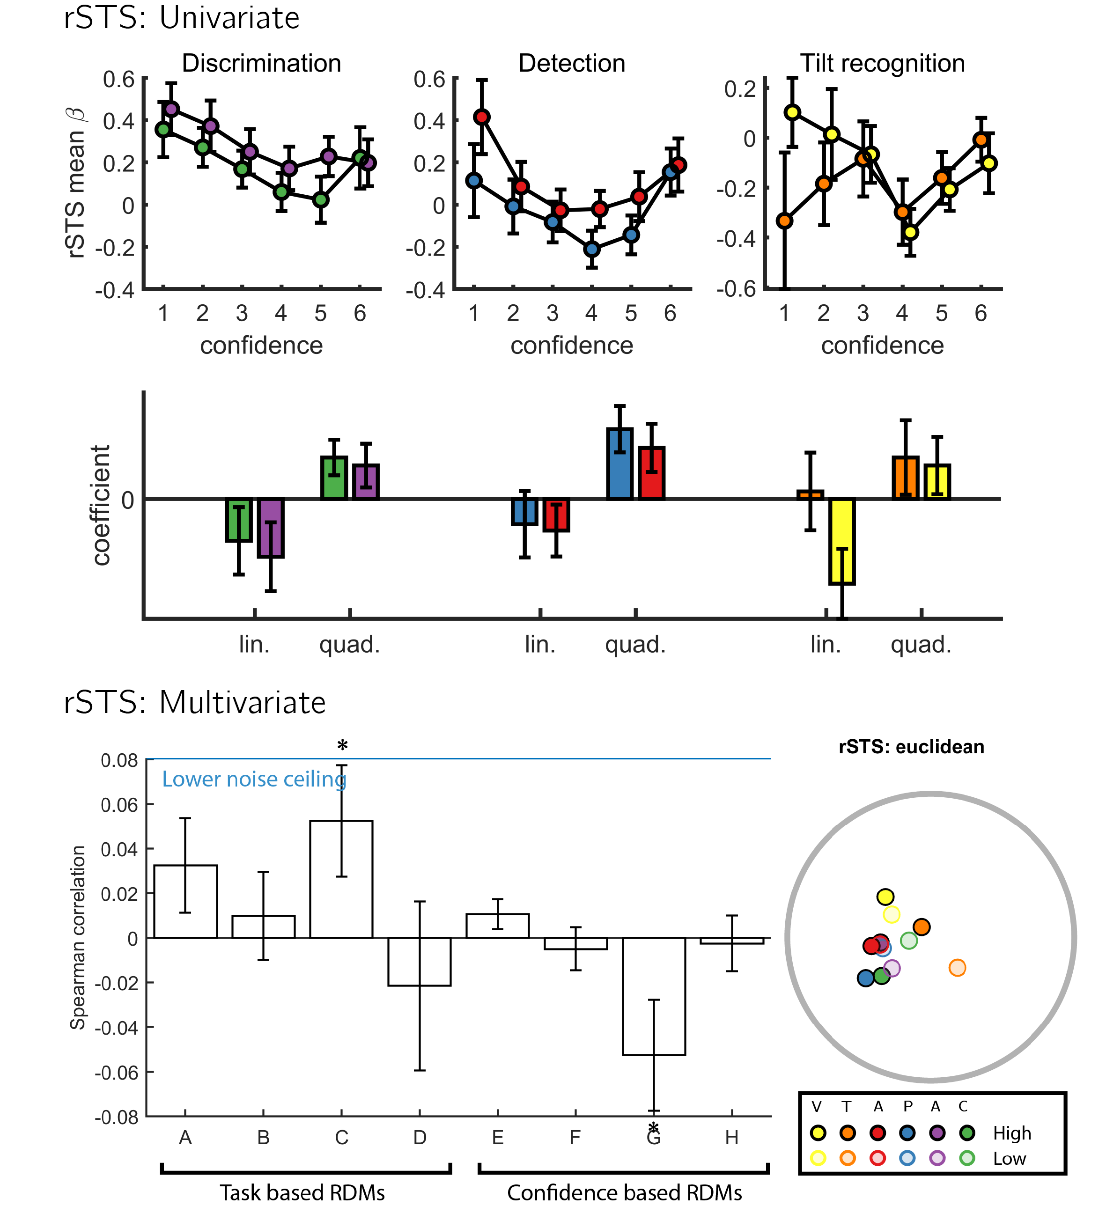 rSTS: Univariate
Discrimination Detection Tilt recognition
rSTS mean β
0.6
0.4
0.2
0
-0.2
-0.4
1 2 3 4 5 6
confidence
0.6
0.4
0.2
0
-0.2
-0.4
1 2 3 4 5 6
confidence
0.2
0
-0.2
-0.4
-0.6
1 2 3 4 5 6
confidence
coefficient
0
lin. quad. lin. quad. lin. quad.
rSTS: Multivariate
Spearman correlation
*
0.08
0.06
0.04
0.02
0
-0.02
-0.04
-0.06
-0.08
Lower noise ceiling
*
A B C D E F G H
Task based RDMs Confidence based RDMs
rSTS: euclidean
V T A P A C
High
Low